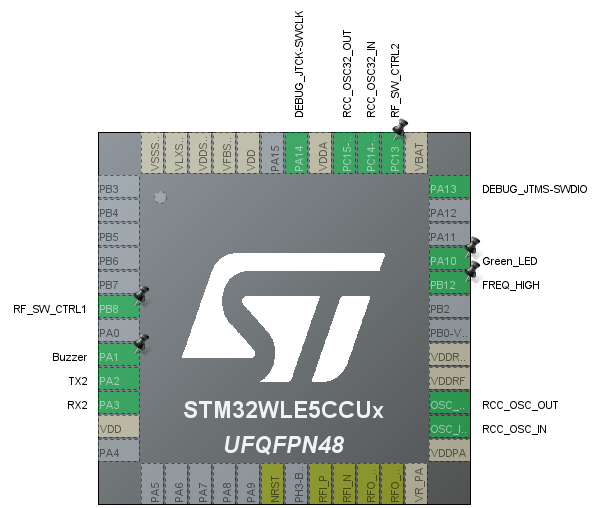 DEBUG_JTCK-SWCLK
RCC_OSC32_OUT
RCC_OSC32_IN
RF_SW_CTRL2
VSSS..
VLXS..
VDDS..
VFBS..
VDD
PA15
PA14
VDDA
PC15-..
PC14-..
PC13
VBAT
PB3
PB4
PB5
PB6
PB7
RF_SW_CTRL1 PB8
PA0
Buzzer PA1
TX2 PA2
RX2 PA3
VDD
PA4
PA13 DEBUG_JTMS-SWDIO
PA12
PA11
PA10 Green_LED
PB12 FREQ_HIGH
PB2
PB0-V..
VDDR..
VDDRF
OSC_.. RCC_OSC_OUT
OSC_I.. RCC_OSC_IN
VDDPA
ST
STM32WLE5CCUx
UFQFPN48
PA5
PA6
PA7
PA8
PA9
NRST
PH3-B..
RFI_P
RFI_N
RFO_..
RFO_..
VR_PA